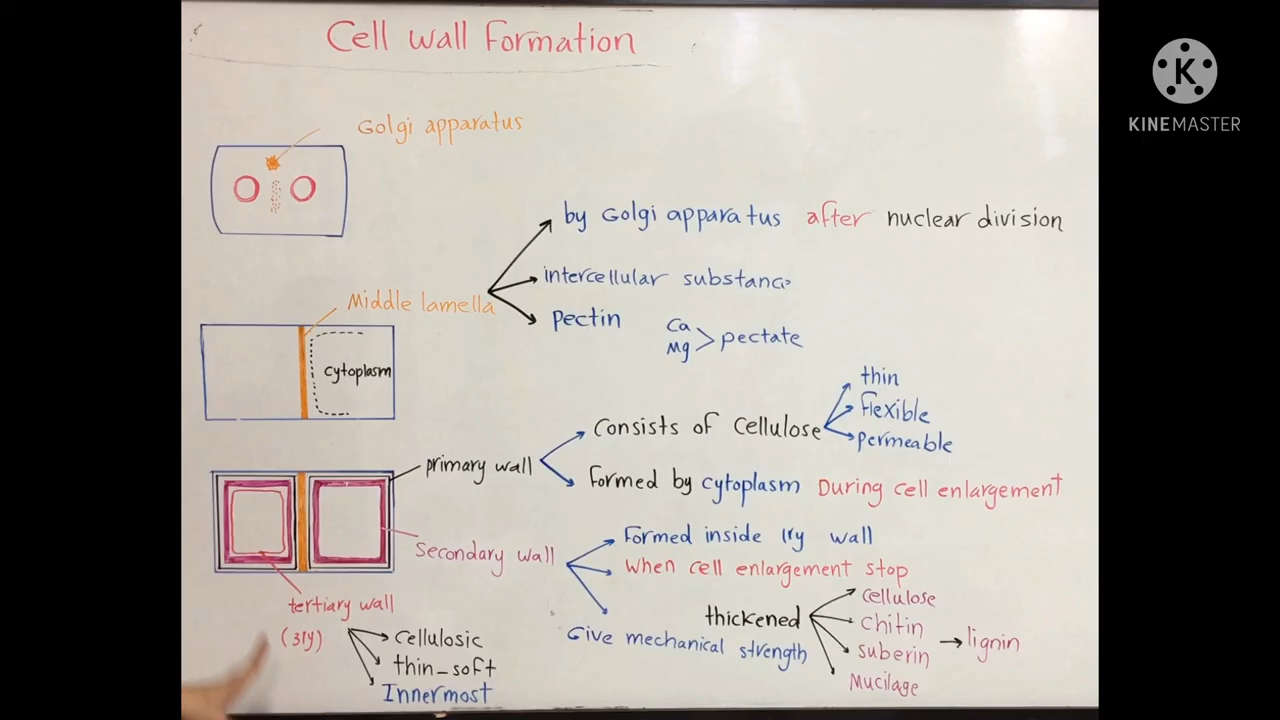 Cell wall Formation
K
KINEMASTER
Golgi apparatus
by Golgi apparatus after nuclear division
intercellular substance
Middle lamella
pectin
Ca
Mg
pectate
cytoplasm
thin
Flexible
permeable
Consists of Cellulose
primary wall
Formed by cytoplasm During cell enlargement
Formed inside 1ry wall
Secondary wall
When cell enlargement stop
Give mechanical strength
thickened
cellulose
chitin
suberin
Mucilage
lignin
tertiary wall
(3ry)
Cellulosic
thin_soft
Innermost